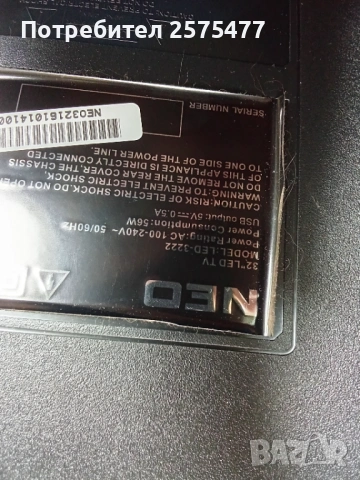 Потребител 2575477
NEO
32"LED TV
MODEL:LED-3222
Power Rating:AC 100-240V~ 50/60Hz
Power Consumption:56W
USB output:5V 0.5A
CAUTION:RISK OF ELECTRIC SHOCK,DO NOT OPEN
WARNING:TO PREVENT ELECTRIC SHOCK,
DO NOT REMOVE THE REAR COVER,THE CHASSIS
OF THIS APPLIANCE IS DIRECTLY CONNECTED
TO ONE SIDE OF THE POWER LINE.
SERIAL NUMBER
BAZAR